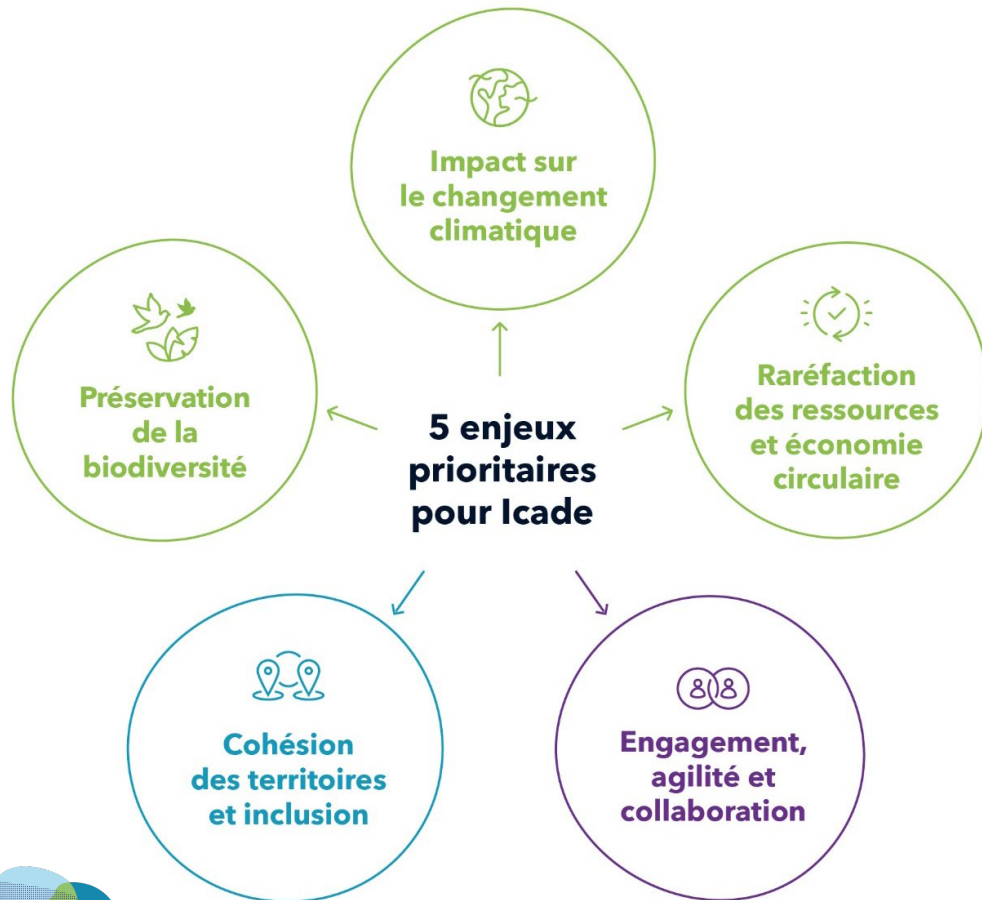 Impact sur
le changement
climatique
Préservation
de la
biodiversité
Raréfaction
des ressources
et économie
circulaire
5 enjeux
prioritaires
pour Icade
Cohésion
des territoires
et inclusion
Engagement,
agilité et
collaboration